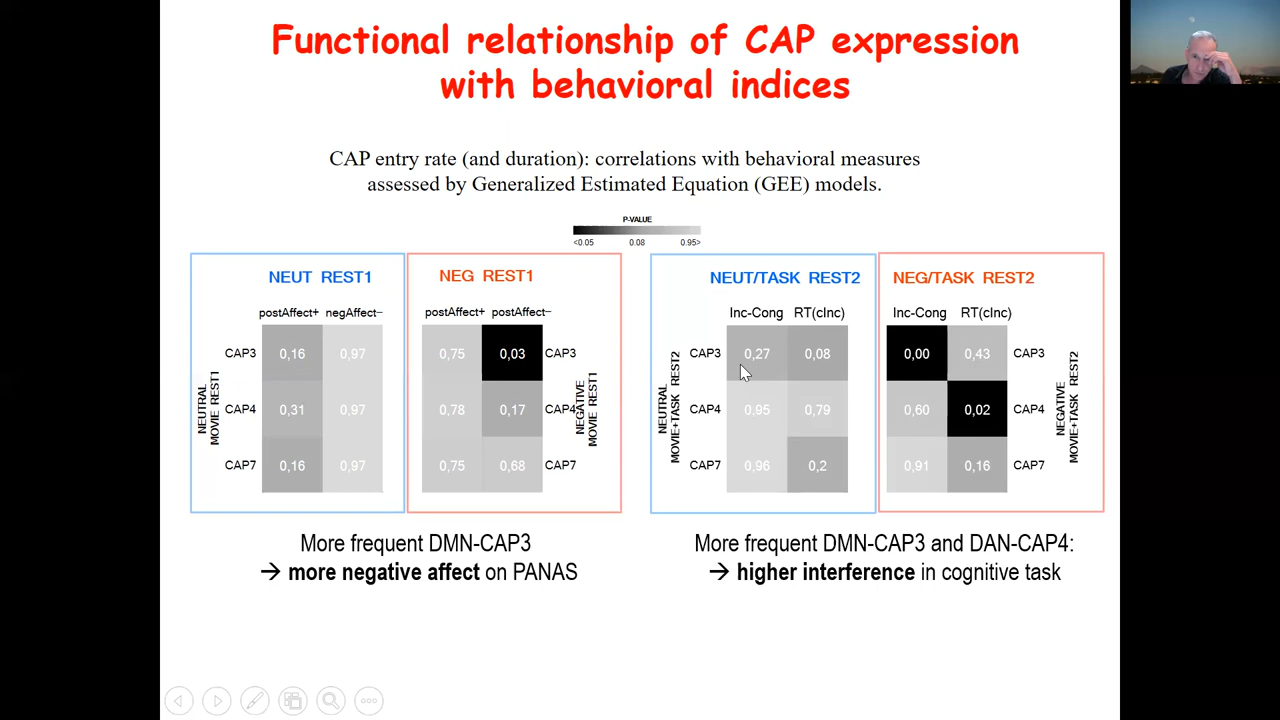 Functional relationship of CAP expression
with behavioral indices
CAP entry rate (and duration): correlations with behavioral measures
assessed by Generalized Estimated Equation (GEE) models.
P-VALUE
<0.05 0.08 0.95>
NEUT REST1
postAffect+ negAffect–
NEUTRAL
MOVIE REST1
CAP3 0,16 0,97
CAP4 0,31 0,97
CAP7 0,16 0,97
NEG REST1
postAffect+ postAffect–
0,75 0,03 CAP3
0,78 0,17 CAP4
0,75 0,68 CAP7
NEGATIVE
MOVIE REST1
NEUT/TASK REST2
Inc-Cong RT(cInc)
NEUTRAL
MOVIE+TASK REST2
CAP3 0,27 0,08
CAP4 0,95 0,79
CAP7 0,96 0,2
NEG/TASK REST2
Inc-Cong RT(cInc)
0,00 0,43 CAP3
0,60 0,02 CAP4
0,91 0,16 CAP7
NEGATIVE
MOVIE+TASK REST2
More frequent DMN-CAP3
→ more negative affect on PANAS
More frequent DMN-CAP3 and DAN-CAP4:
→ higher interference in cognitive task